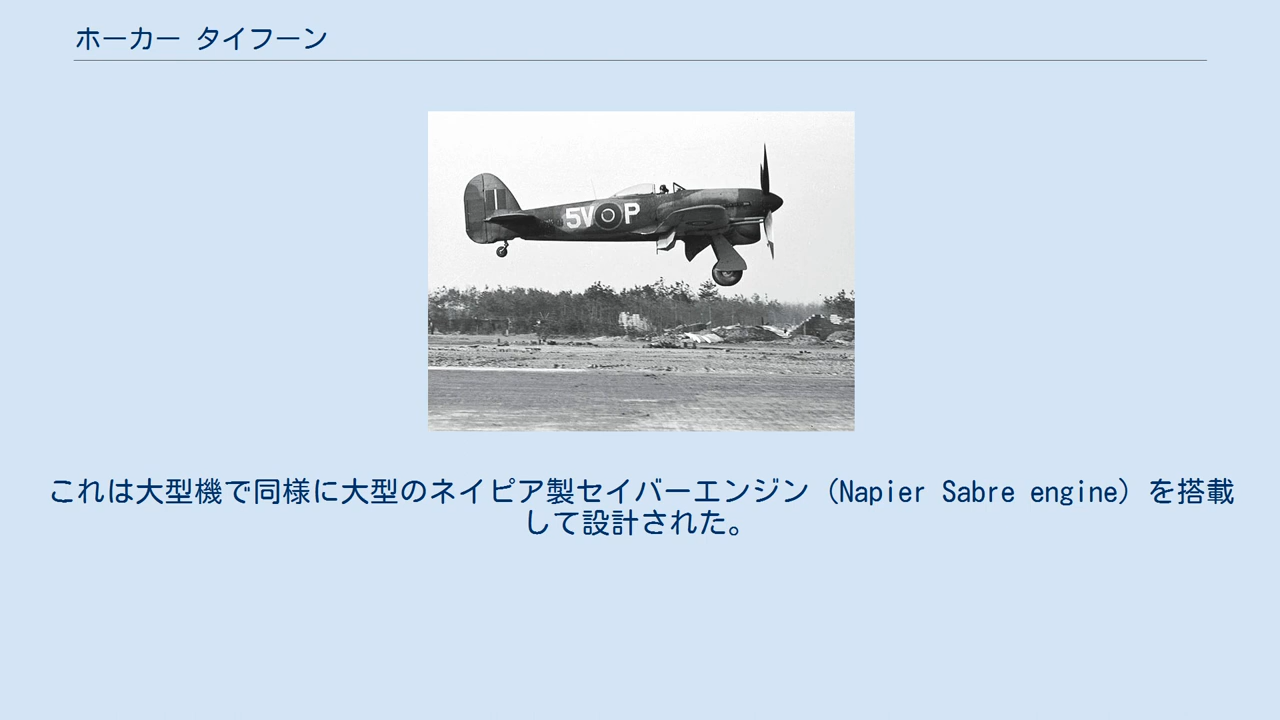 ホーカー タイフーン
5V P
これは大型機で同様に大型のネイピア製セイバーエンジン（Napier Sabre engine）を搭載
して設計された。